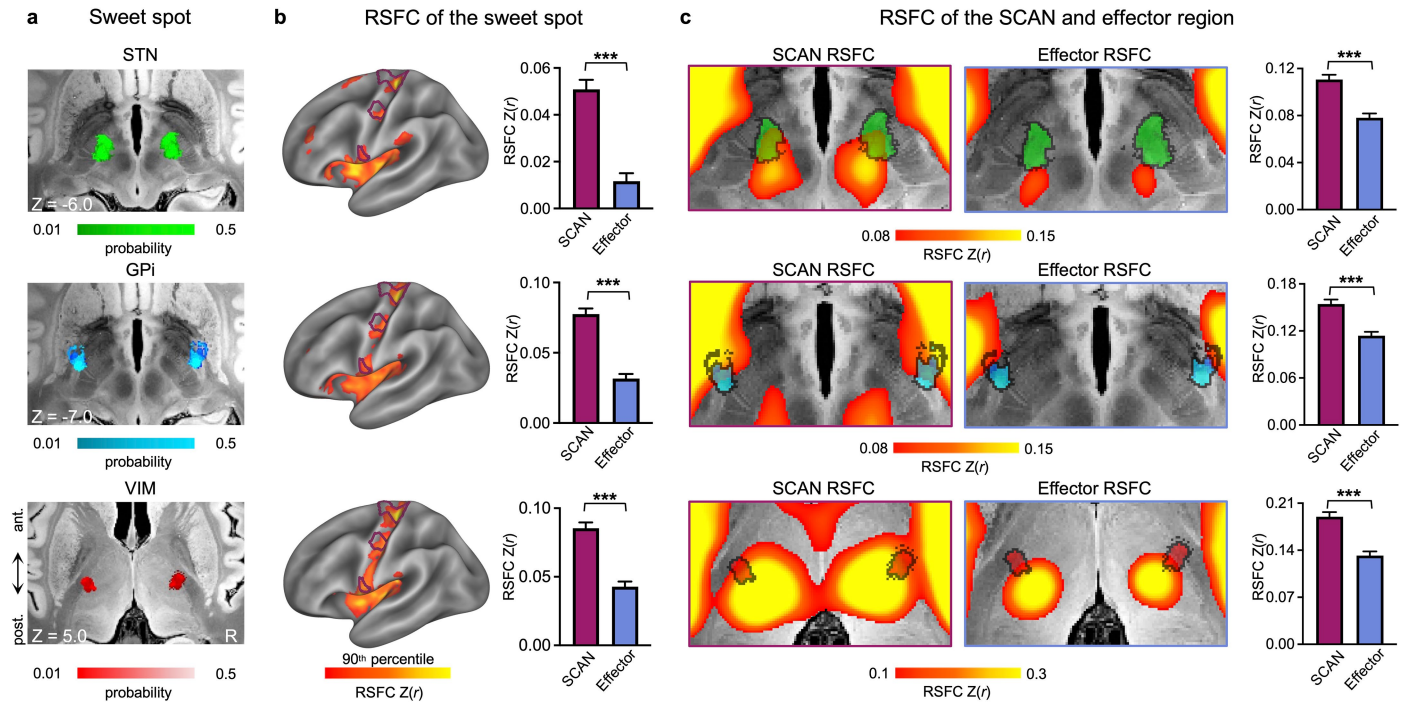 a Sweet spot
b RSFC of the sweet spot
c RSFC of the SCAN and effector region
STN
Z = -6.0
0.01 0.5
probability
RSFC Z(r)
0.06
0.04
0.02
0.00
***
SCAN
Effector
SCAN RSFC
Effector RSFC
0.08 0.15
RSFC Z(r)
RSFC Z(r)
0.12
0.08
0.04
0.00
***
SCAN
Effector
GPi
Z = -7.0
0.01 0.5
probability
RSFC Z(r)
0.10
0.05
0.00
***
SCAN
Effector
SCAN RSFC
Effector RSFC
0.08 0.15
RSFC Z(r)
RSFC Z(r)
0.18
0.12
0.06
0.00
***
SCAN
Effector
VIM
ant.
post.
Z = 5.0
R
0.01 0.5
probability
90th percentile
RSFC Z(r)
RSFC Z(r)
0.10
0.05
0.00
***
SCAN
Effector
SCAN RSFC
Effector RSFC
0.1 0.3
RSFC Z(r)
RSFC Z(r)
0.21
0.14
0.07
0.00
***
SCAN
Effector